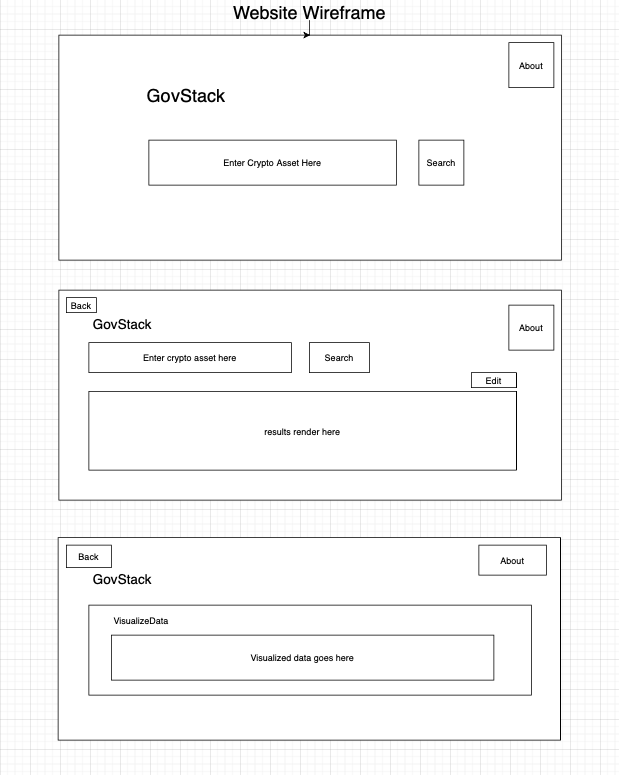 Website Wireframe
About
GovStack
Enter Crypto Asset Here
Search
Back
GovStack
About
Enter crypto asset here
Search
Edit
results render here
Back
About
GovStack
VisualizeData
Visualized data goes here